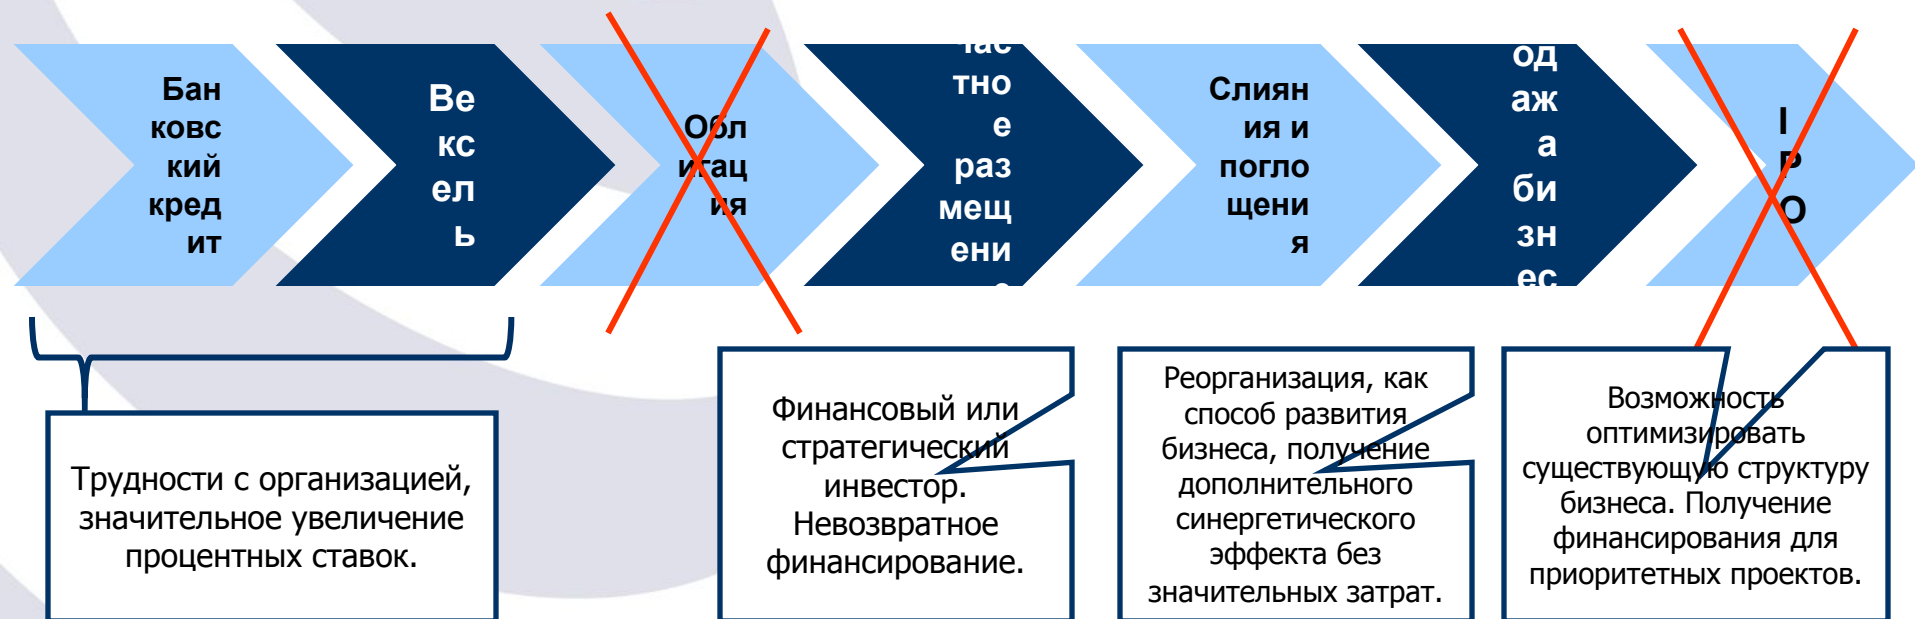 Бан
ковс
кий
кред
ит
Ве
кс
ел
ь
Обл
игац
ия
час
тно
е
раз
мещ
ени
е
Слиян
ия и
погло
щени
я
од
аж
а
би
зн
ес
I
P
O
Трудности с организацией,
значительное увеличение
процентных ставок.
Финансовый или
стратегический
инвестор.
Невозвратное
финансирование.
Реорганизация, как
способ развития
бизнеса, получение
дополнительного
синергетического
эффекта без
значительных затрат.
Возможность
оптимизировать
существующую структуру
бизнеса. Получение
финансирования для
приоритетных проектов.